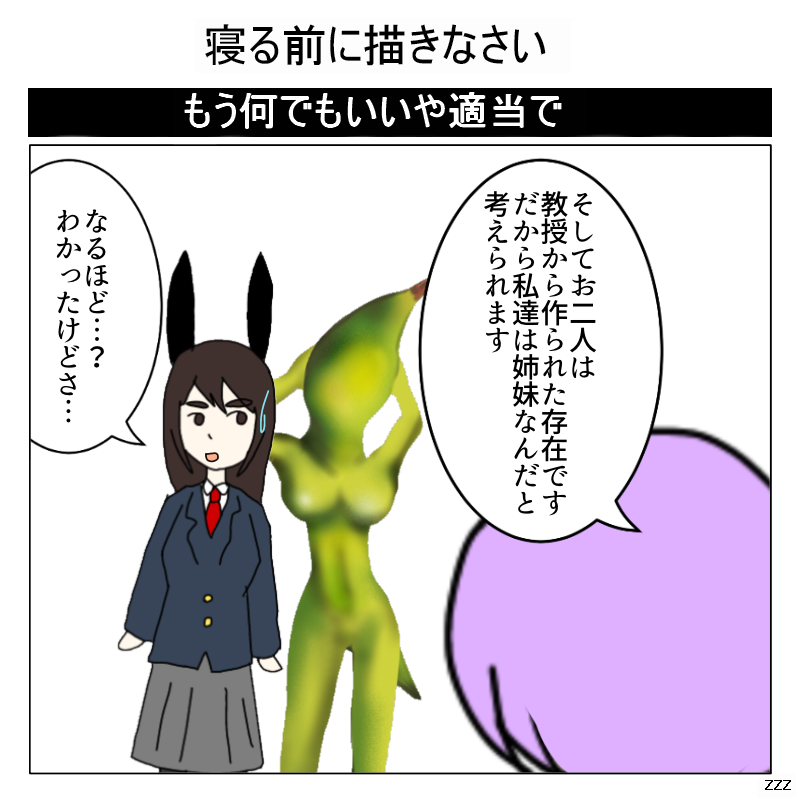 寝る前に描きなさい
もう何でもいいや適当で
そしてお二人は
教授から作られた存在です
だから私達は姉妹なんだと
考えられます
なるほど…?
わかったけどさ…
zzz